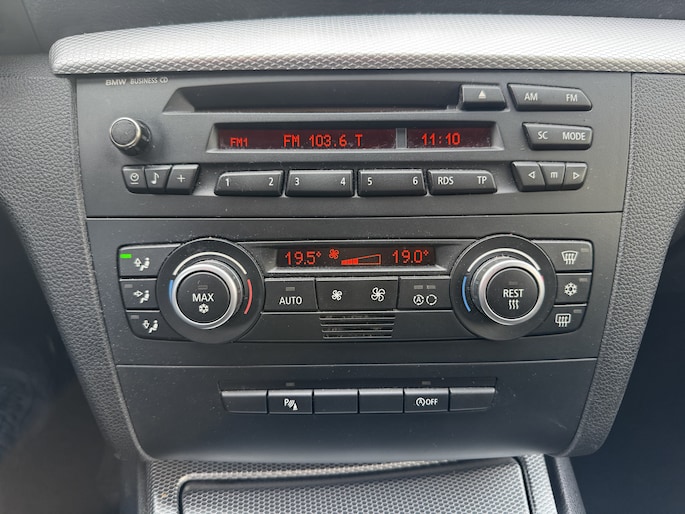 BMW BUSINESS CD
AM FM
FM1 FM 103.6 T 11:10
SC MODE
1 2 3 4 5 6 RDS TP m
19.5° 19.0°
MAX AUTO A REST
P OFF